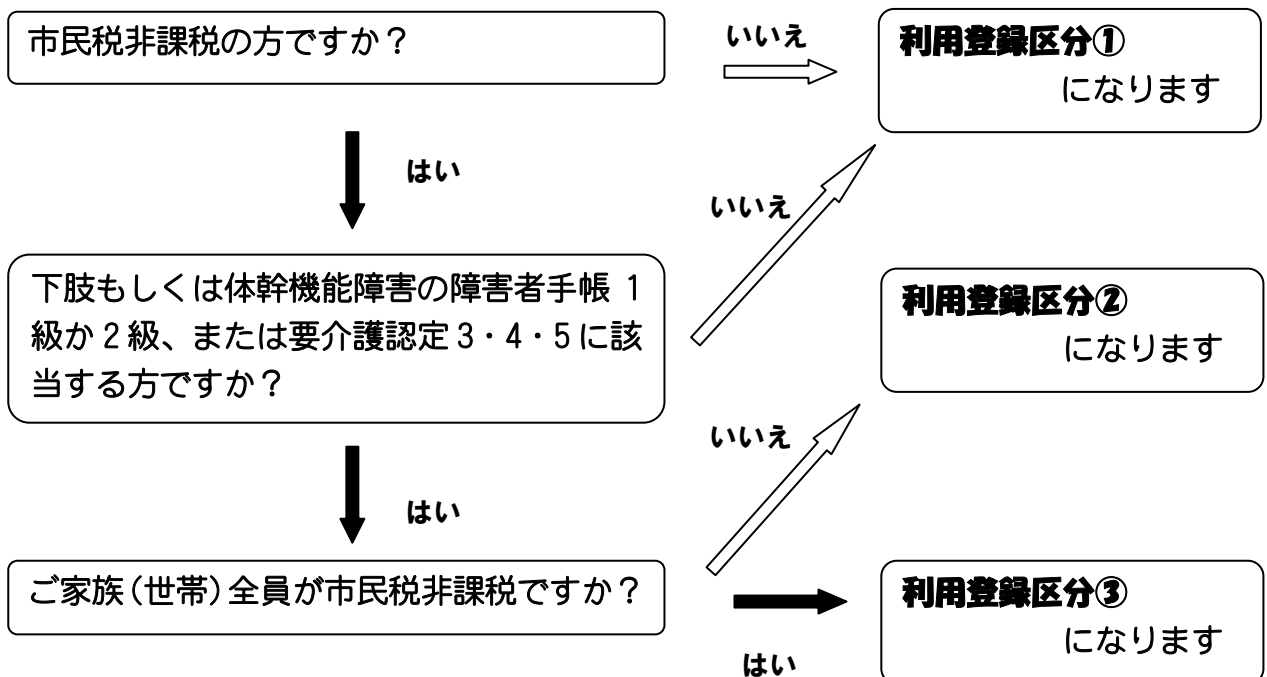 市民税非課税の方ですか？
いいえ
利用登録区分①
になります
はい
いいえ
下肢もしくは体幹機能障害の障害者手帳 1
級か2級、または要介護認定3・4・5に該
当する方ですか？
利用登録区分②
になります
いいえ
はい
ご家族(世帯)全員が市民税非課税ですか？
利用登録区分③
になります
はい